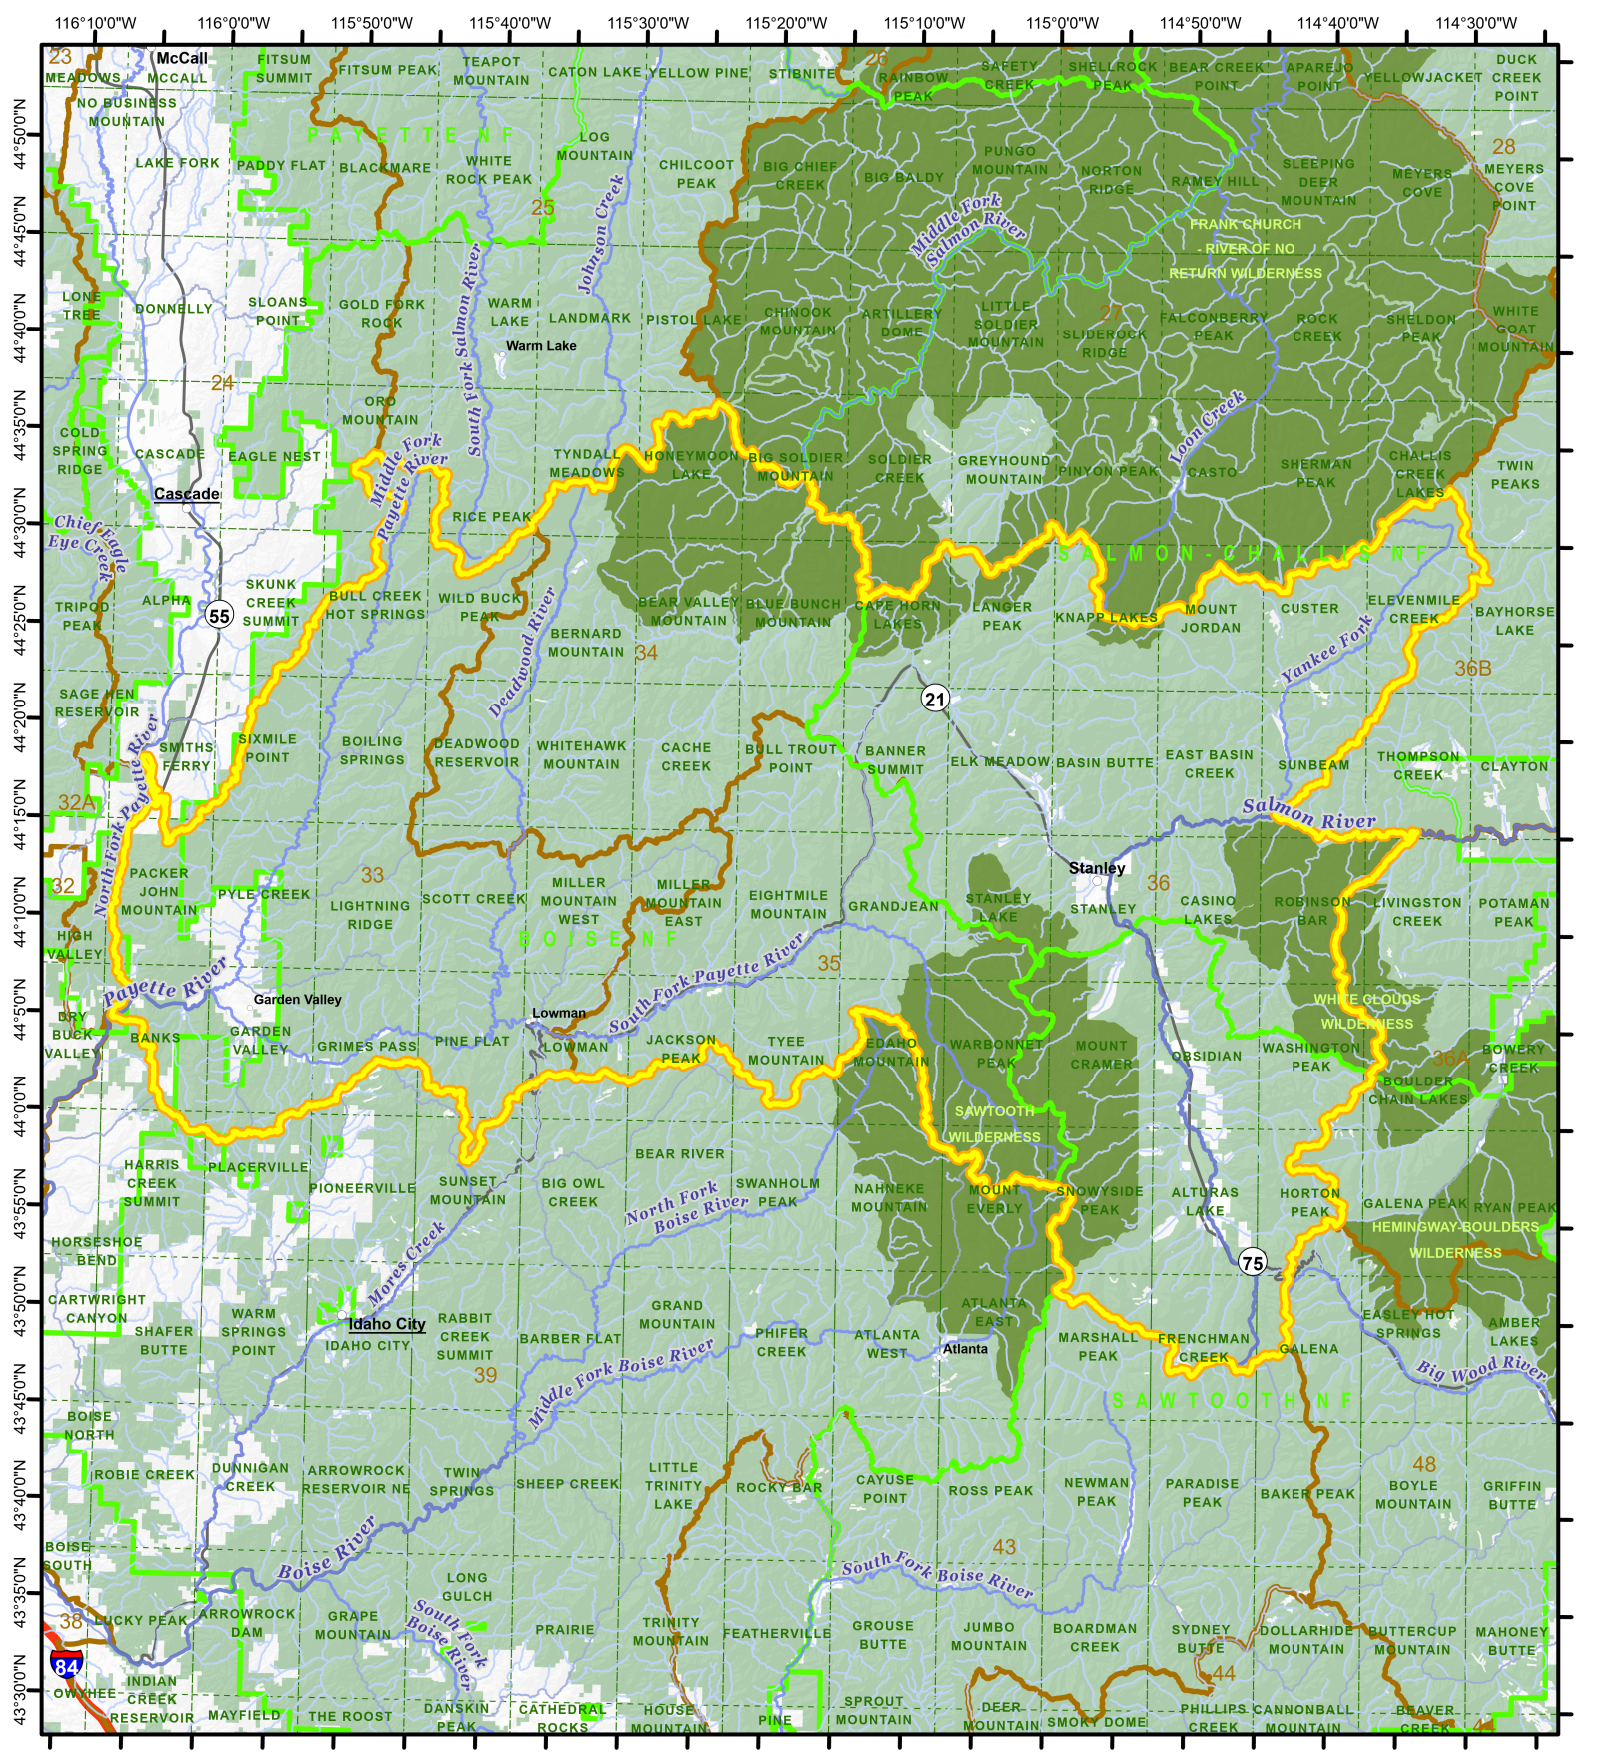 116°10'0"W 116°0'0"W 115°50'0"W 115°40'0"W 115°30'0"W 115°20'0"W 115°10'0"W 115°0'0"W 114°50'0"W 114°40'0"W 114°30'0"W
44°50'0"N
44°45'0"N
44°40'0"N
44°35'0"N
44°30'0"N
44°25'0"N
44°20'0"N
44°15'0"N
44°10'0"N
44°5'0"N
44°0'0"N
43°55'0"N
43°50'0"N
43°45'0"N
43°40'0"N
43°35'0"N
43°30'0"N
23
McCall
MEADOWS
MCCALL
FITSUM
SUMMIT
FITSUM PEAK
TEAPOT
MOUNTAIN
CATON LAKE
YELLOW PINE
STIBNITE
26
RAINBOW
PEAK
SAFETY
CREEK
SHELLROCK
PEAK
BEAR CREEK
POINT
APAREJO
POINT
YELLOWJACKET
DUCK
CREEK
POINT
NO BUSINESS
MOUNTAIN
PAYETTE NF
LAKE FORK
PADDY FLAT
BLACKMARE
WHITE
ROCK PEAK
LOG
MOUNTAIN
CHILCOOT
PEAK
BIG CHIEF
CREEK
BIG BALDY
PUNGO
MOUNTAIN
NORTON
RIDGE
RAMEY HILL
SLEEPING
DEER
MOUNTAIN
MEYERS
COVE
28
MEYERS
COVE
POINT
25
Johnson Creek
Middle Fork
Salmon River
FRANK CHURCH
- RIVER OF NO
RETURN WILDERNESS
LONE
TREE
DONNELLY
SLOANS
POINT
GOLD FORK
ROCK
South Fork Salmon River
WARM
LAKE
LANDMARK
PISTOL LAKE
CHINOOK
MOUNTAIN
ARTILLERY
DOME
LITTLE
SOLDIER
MOUNTAIN
27
SLIDEROCK
RIDGE
FALCONBERRY
PEAK
ROCK
CREEK
SHELDON
PEAK
WHITE
GOAT
MOUNTAIN
Warm Lake
24
ORO
MOUNTAIN
COLD
SPRING
RIDGE
CASCADE
EAGLE NEST
Middle Fork
Payette River
TYNDALL
MEADOWS
HONEYMOON
LAKE
BIG SOLDIER
MOUNTAIN
SOLDIER
CREEK
GREYHOUND
MOUNTAIN
PINYON PEAK
Loon Creek
CASTO
SHERMAN
PEAK
CHALLIS
CREEK
LAKES
TWIN
PEAKS
Cascade
Chief Eagle
Eye Creek
RICE PEAK
SALMON-CHALLIS NF
55
TRIPOD
PEAK
ALPHA
SKUNK
CREEK
SUMMIT
BULL CREEK
HOT SPRINGS
WILD BUCK
PEAK
Deadwood River
BERNARD
MOUNTAIN
34
BEAR VALLEY
MOUNTAIN
BLUE BUNCH
MOUNTAIN
CAPE HORN
LAKES
LANGER
PEAK
KNAPP LAKES
MOUNT
JORDAN
CUSTER
ELEVENMILE
CREEK
BAYHORSE
LAKE
Yankee Fork
36B
SAGE HEN
RESERVOIR
21
SMITHS
FERRY
SIXMILE
POINT
BOILING
SPRINGS
DEADWOOD
RESERVOIR
WHITEHAWK
MOUNTAIN
CACHE
CREEK
BULL TROUT
POINT
BANNER
SUMMIT
ELK MEADOW
BASIN BUTTE
EAST BASIN
CREEK
SUNBEAM
THOMPSON
CREEK
CLAYTON
32A
North Fork Payette River
Salmon River
32
PACKER
JOHN
MOUNTAIN
PYLE CREEK
33
LIGHTNING
RIDGE
SCOTT CREEK
MILLER
MOUNTAIN
WEST
MILLER
MOUNTAIN
EAST
EIGHTMILE
MOUNTAIN
GRANDJEAN
STANLEY
LAKE
Stanley
STANLEY
36
CASINO
LAKES
ROBINSON
BAR
LIVINGSTON
CREEK
POTAMAN
PEAK
HIGH
VALLEY
BOISE NF
35
Payette River
Garden Valley
South Fork Payette River
Lowman
WHITE CLOUDS
WILDERNESS
DRY
BUCK
VALLEY
BANKS
GARDEN
VALLEY
GRIMES PASS
PINE FLAT
LOWMAN
JACKSON
PEAK
TYEE
MOUNTAIN
EDAHO
MOUNTAIN
WARBONNET
PEAK
MOUNT
CRAMER
OBSIDIAN
WASHINGTON
PEAK
36A
BOULDER
CHAIN LAKES
BOWERY
CREEK
SAWTOOTH
WILDERNESS
HARRIS
CREEK
SUMMIT
PLACERVILLE
PIONEERVILLE
SUNSET
MOUNTAIN
BIG OWL
CREEK
BEAR RIVER
North Fork
Boise River
SWANHOLM
PEAK
NAHNEKE
MOUNTAIN
MOUNT
EVERLY
SNOWYSIDE
PEAK
ALTURAS
LAKE
HORTON
PEAK
GALENA PEAK
RYAN PEAK
HEMINGWAY-BOULDERS
WILDERNESS
HORSESHOE
BEND
Mores Creek
75
CARTWRIGHT
CANYON
SHAFER
BUTTE
WARM
SPRINGS
POINT
Idaho City
IDAHO CITY
RABBIT
CREEK
SUMMIT
39
BARBER FLAT
GRAND
MOUNTAIN
Middle Fork Boise River
PHIFER
CREEK
ATLANTA
WEST
Atlanta
ATLANTA
EAST
MARSHALL
PEAK
FRENCHMAN
CREEK
GALENA
EASLEY HOT
SPRINGS
AMBER
LAKES
Big Wood River
SAWTOOTH NF
BOISE
NORTH
ROBIE CREEK
DUNNIGAN
CREEK
ARROWROCK
RESERVOIR NE
TWIN
SPRINGS
SHEEP CREEK
LITTLE
TRINITY
LAKE
ROCKY BAR
CAYUSE
POINT
ROSS PEAK
NEWMAN
PEAK
PARADISE
PEAK
BAKER PEAK
48
BOYLE
MOUNTAIN
GRIFFIN
BUTTE
BOISE
SOUTH
Boise River
43
South Fork Boise River
LONG
GULCH
38
LUCKY PEAK
ARROWROCK
DAM
GRAPE
MOUNTAIN
South Fork
Boise River
PRAIRIE
TRINITY
MOUNTAIN
FEATHERVILLE
GROUSE
BUTTE
JUMBO
MOUNTAIN
BOARDMAN
CREEK
SYDNEY
BUTTE
DOLLARHIDE
MOUNTAIN
BUTTERCUP
MOUNTAIN
MAHONEY
BUTTE
84
44
OWYHEE
INDIAN
CREEK
RESERVOIR
MAYFIELD
THE ROOST
DANSKIN
PEAK
CATHEDRAL
ROCKS
HOUSE
MOUNTAIN
PINE
SPROUT
MOUNTAIN
DEER
MOUNTAIN
SMOKY DOME
PHILLIPS
CREEK
CANNONBALL
MOUNTAIN
BEAVER
CREEK